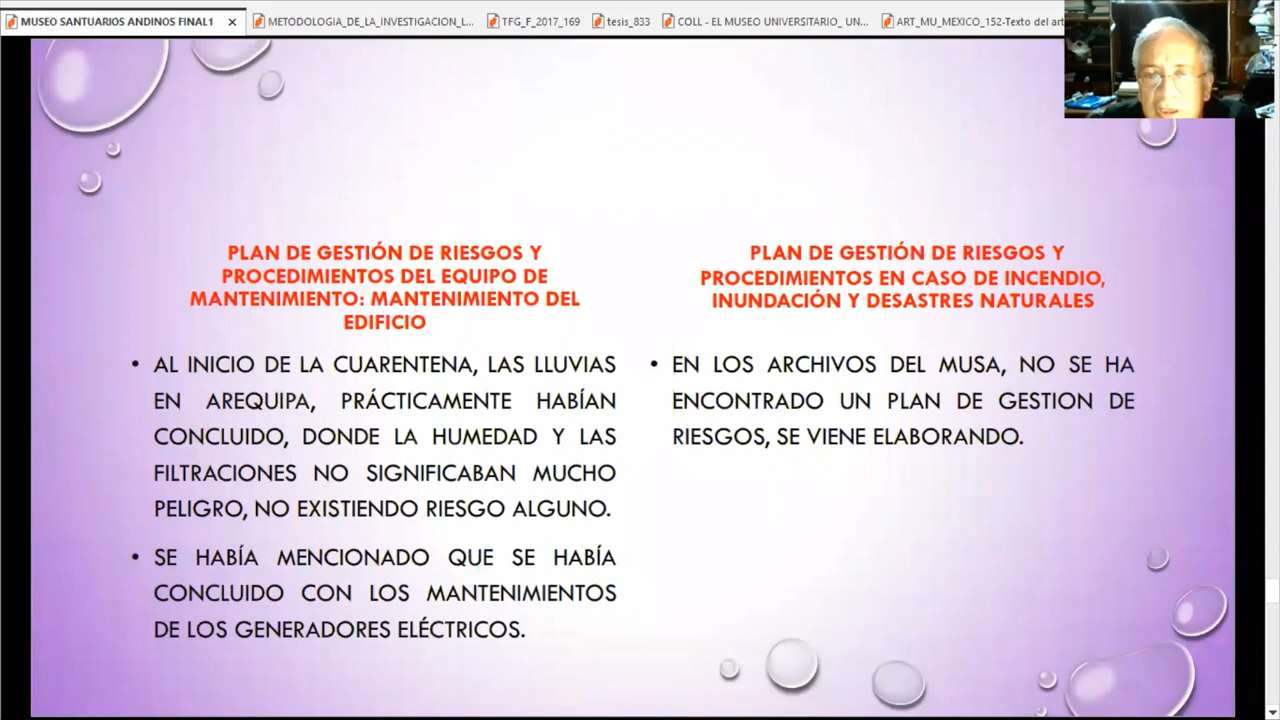 MUSEO SANTUARIOS ANDINOS FINAL1
METODOLOGIA_DE_LA_INVESTIGACION_L...
TFG_F_2017_169
tesis_833
COLL - EL MUSEO UNIVERSITARIO_ UN...
ART_MU_MEXICO_152-Texto del art
PLAN DE GESTIÓN DE RIESGOS Y
PROCEDIMIENTOS DEL EQUIPO DE
MANTENIMIENTO: MANTENIMIENTO DEL
EDIFICIO
• AL INICIO DE LA CUARENTENA, LAS LLUVIAS
EN AREQUIPA, PRÁCTICAMENTE HABÍAN
CONCLUIDO, DONDE LA HUMEDAD Y LAS
FILTRACIONES NO SIGNIFICABAN MUCHO
PELIGRO, NO EXISTIENDO RIESGO ALGUNO.
• SE HABÍA MENCIONADO QUE SE HABÍA
CONCLUIDO CON LOS MANTENIMIENTOS
DE LOS GENERADORES ELÉCTRICOS.
PLAN DE GESTIÓN DE RIESGOS Y
PROCEDIMIENTOS EN CASO DE INCENDIO,
INUNDACIÓN Y DESASTRES NATURALES
• EN LOS ARCHIVOS DEL MUSA, NO SE HA
ENCONTRADO UN PLAN DE GESTION DE
RIESGOS, SE VIENE ELABORANDO.